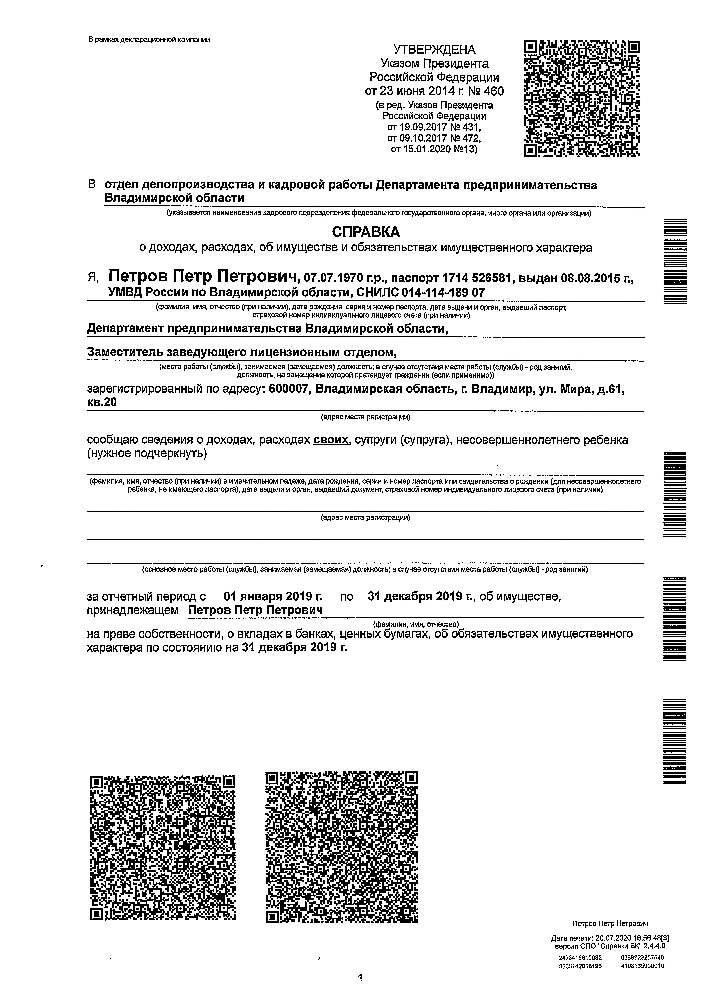 В рамках декларационной кампании
УТВЕРЖДЕНА
Указом Президента
Российской Федерации
от 23 июня 2014 г. № 460
(в ред. Указов Президента
Российской Федерации
от 19.09.2017 № 431,
от 09.10.2017 № 472,
от 15.01.2020 №13)
В отдел делопроизводства и кадровой работы Департамента предпринимательства
Владимирской области
(указывается наименование кадрового подразделения федерального государственного органа, иного органа или организации)
СПРАВКА
о доходах, расходах, об имуществе и обязательствах имущественного характера
Я, Петров Петр Петрович, 07.07.1970 г.р., паспорт 1714 526581, выдан 08.08.2015 г.,
УМВД России по Владимирской области, СНИЛС 014-114-189 07
(фамилия, имя, отчество (при наличии), дата рождения, серия и номер паспорта, дата выдачи и орган, выдавший паспорт,
страховой номер индивидуального лицевого счета (при наличии)
Департамент предпринимательства Владимирской области,
Заместитель заведующего лицензионным отделом,
(место работы (службы), занимаемая (замещаемая) должность; в случае отсутствия места работы (службы) - род занятий;
должность, на замещение которой претендует гражданин (если применимо))
зарегистрированный по адресу: 600007, Владимирская область, г. Владимир, ул. Мира, д.61,
кв.20
(адрес места регистрации)
сообщаю сведения о доходах, расходах своих, супруги (супруга), несовершеннолетнего ребенка
(нужное подчеркнуть)
(фамилия, имя, отчество (при наличии) в именительном падеже, дата рождения, серия и номер паспорта или свидетельства о рождении (для несовершеннолетнего
ребенка, не имеющего паспорта), дата выдачи и орган, выдавший документ, страховой номер индивидуального лицевого счета (при наличии)
(адрес места регистрации)
(основное место работы (службы), занимаемая (замещаемая) должность; в случае отсутствия места работы (службы) - род занятий)
за отчетный период с 01 января 2019 г. по 31 декабря 2019 г., об имуществе,
принадлежащем Петров Петр Петрович
(фамилия, имя, отчество)
на праве собственности, о вкладах в банках, ценных бумагах, об обязательствах имущественного
характера по состоянию на 31 декабря 2019 г.
Петров Петр Петрович
Дата печати: 20.07.2020 16:56:48[3]
версия СПО "Справки БК" 2.4.4.0
2473418610082 0368822257546
8285142018195 4103135000016
1